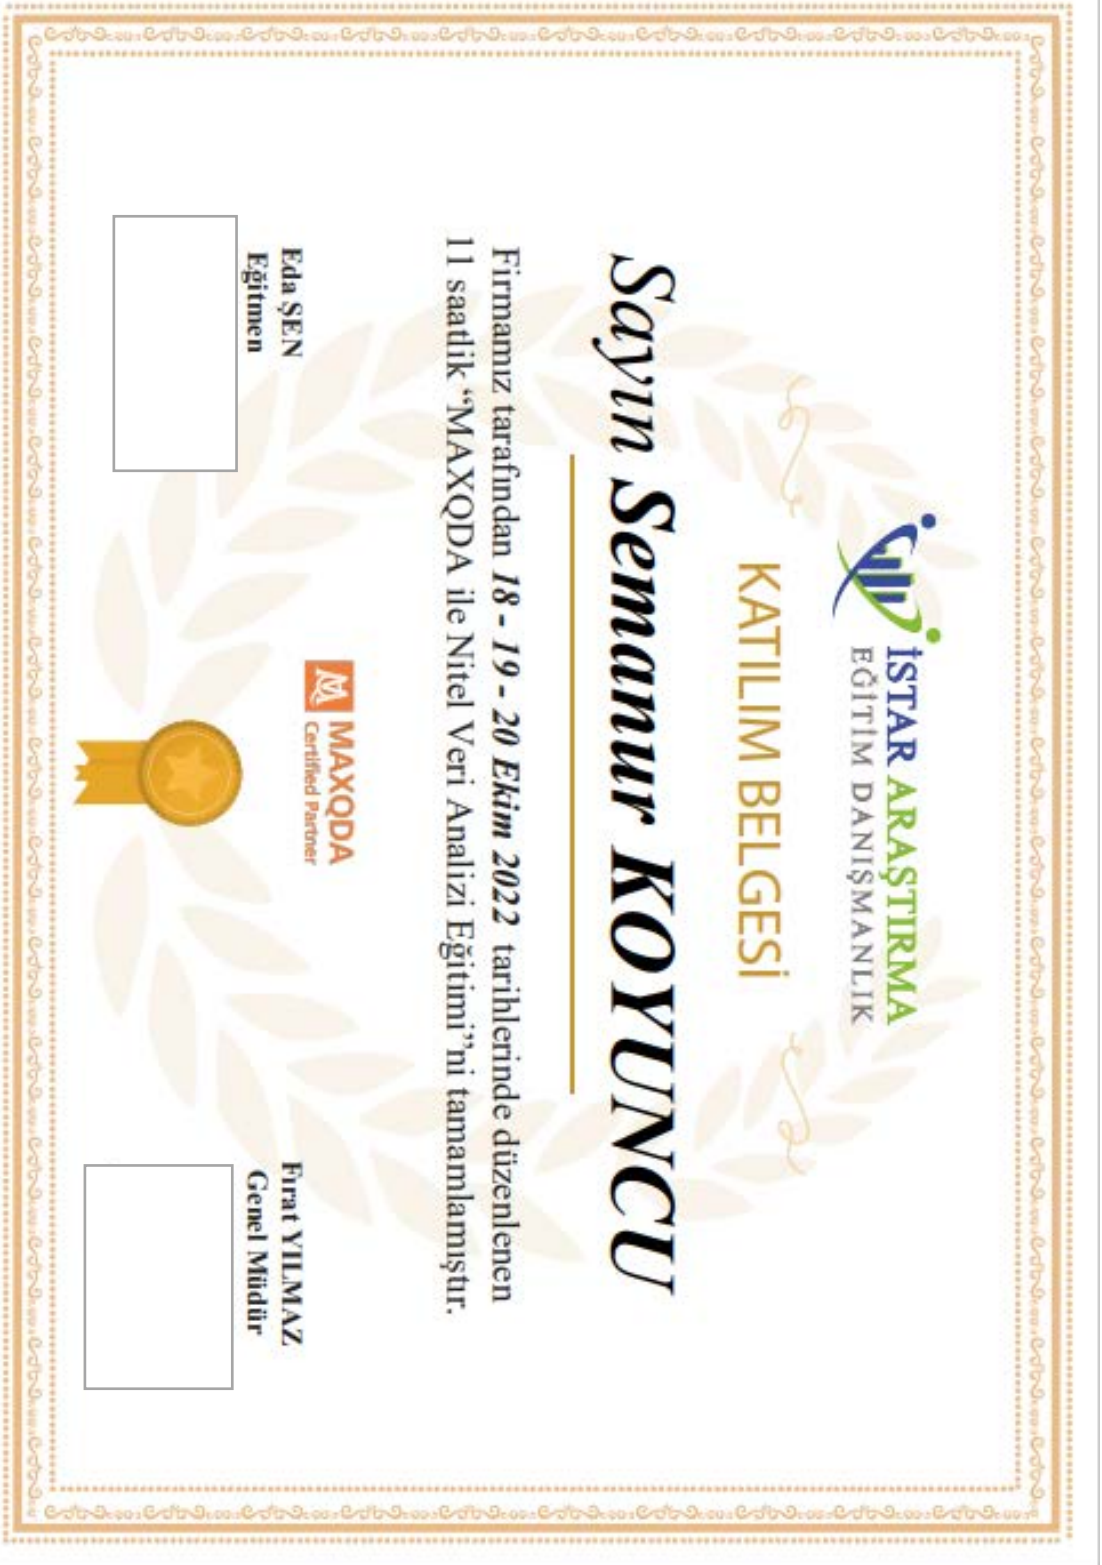 İSTAR ARAŞTIRMA
EĞİTİM DANIŞMANLIK
KATILIM BELGESİ
Sayın Semanur KOYUNCU
Firmamız tarafından 18 - 19 - 20 Ekim 2022 tarihlerinde düzenlenen
11 saatlik “MAXQDA ile Nitel Veri Analizi Eğitimi”ni tamamlamıştır.
MAXQDA
Certified Partner
Eda ŞEN
Eğitmen
Fırat YILMAZ
Genel Müdür